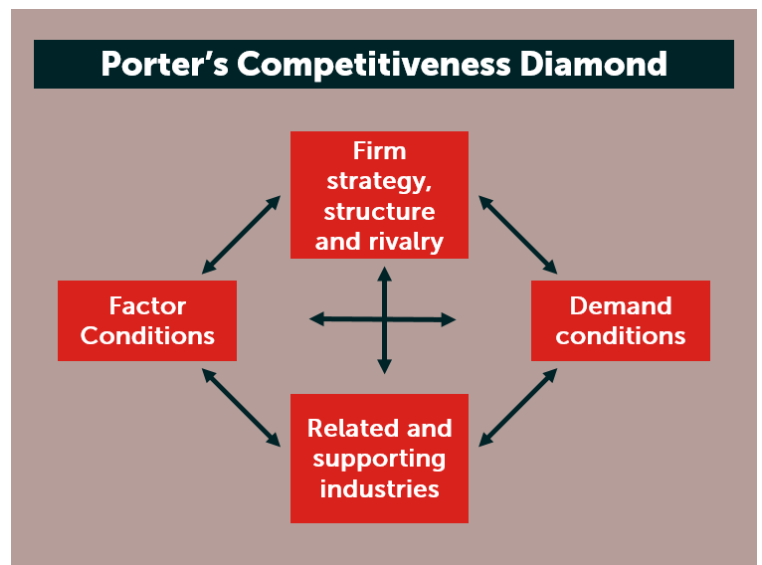 Porter's Competitiveness Diamond
Firm
strategy,
structure
and rivalry
Factor
Conditions
Demand
conditions
Related and
supporting
industries